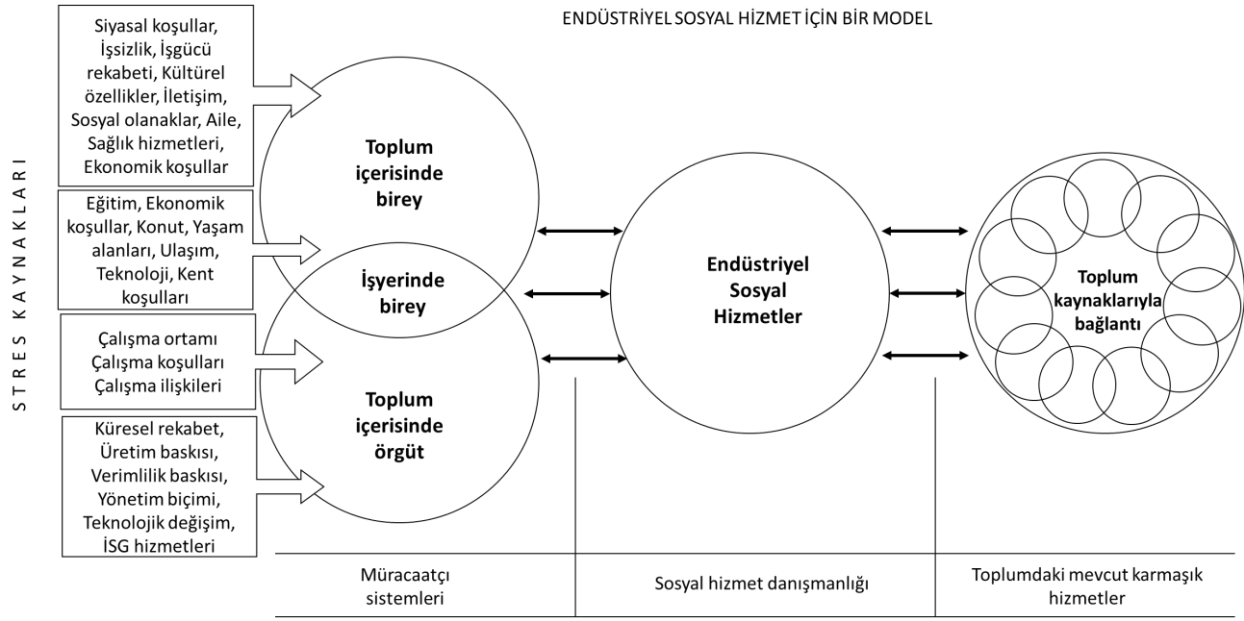 ENDÜSTRİYEL SOSYAL HİZMET İÇİN BİR MODEL
STRES KAYNAKLARI
Siyasal koşullar,
İşsizlik, İşgücü
rekabeti, Kültürel
özellikler, İletişim,
Sosyal olanaklar, Aile,
Sağlık hizmetleri,
Ekonomik koşullar
Eğitim, Ekonomik
koşullar, Konut, Yaşam
alanları, Ulaşım,
Teknoloji, Kent
koşulları
Çalışma ortamı
Çalışma koşulları
Çalışma ilişkileri
Küresel rekabet,
Üretim baskısı,
Verimlilik baskısı,
Yönetim biçimi,
Teknolojik değişim,
İSG hizmetleri
Toplum
içerisinde
birey
İşyerinde
birey
Toplum
içerisinde
örgüt
Endüstriyel
Sosyal
Hizmetler
Toplum
kaynaklarıyla
bağlantı
Müracaatçı
sistemleri
Sosyal hizmet danışmanlığı
Toplumdaki mevcut karmaşık
hizmetler